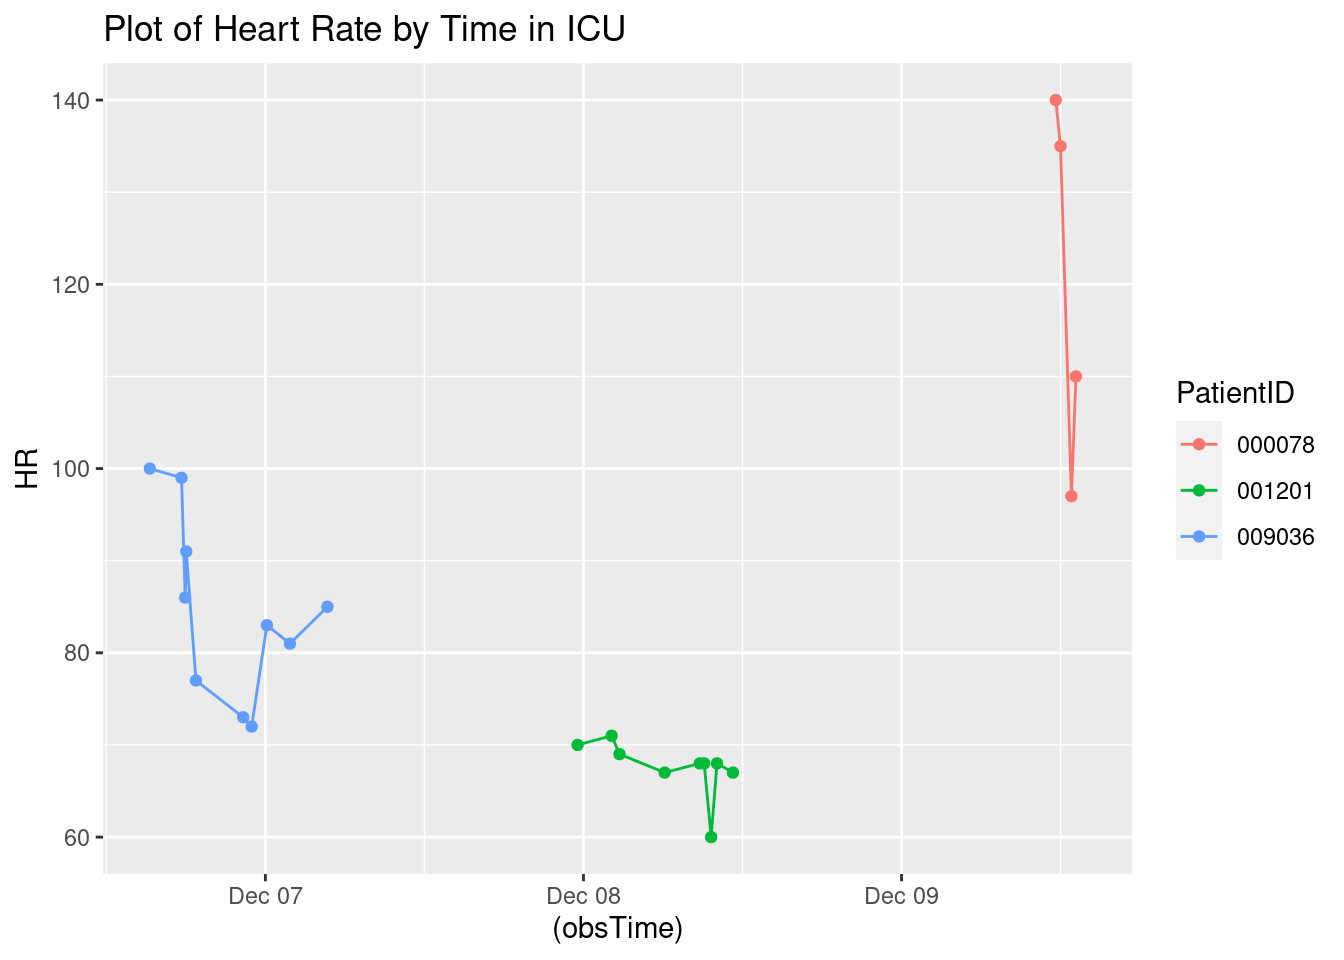 Plot of Heart Rate by Time in ICU
140
120
100
80
60
HR
Dec 07
Dec 08
Dec 09
(obsTime)
PatientID
000078
001201
009036